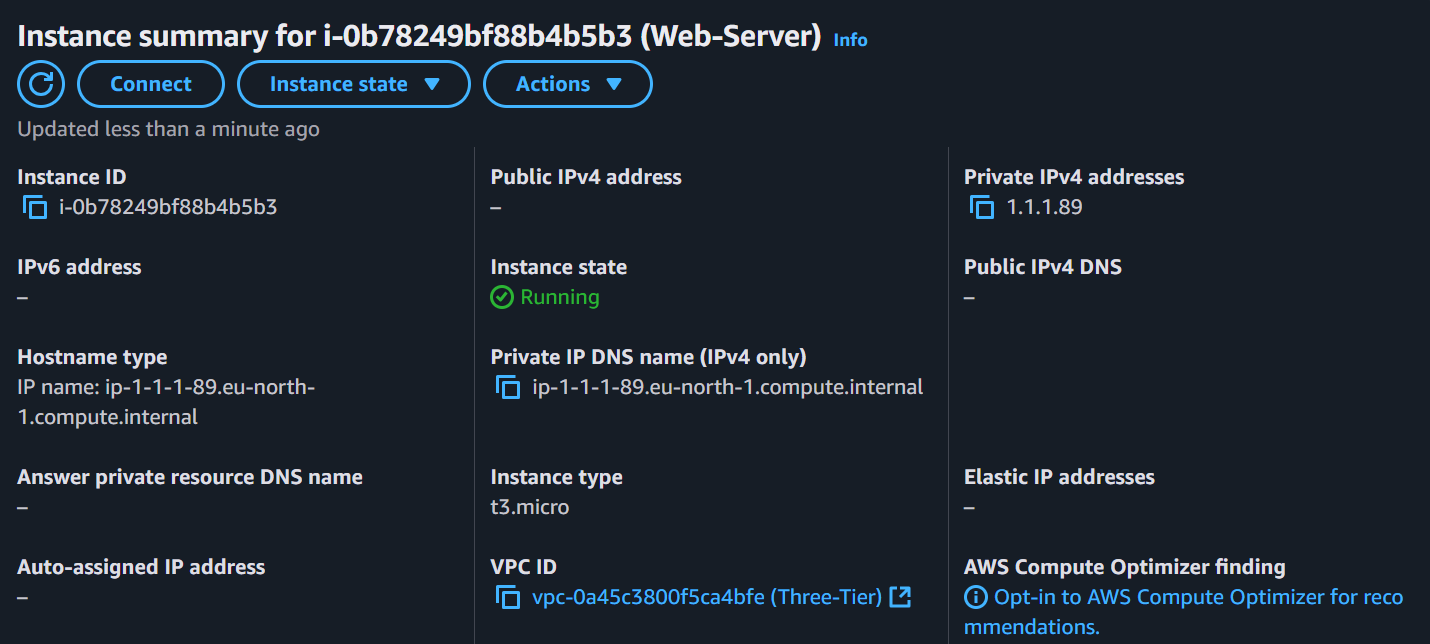 Instance summary for i-0b78249bf88b4b5b3 (Web-Server) Info
Connect
Instance state
Actions
Updated less than a minute ago
Instance ID
i-0b78249bf88b4b5b3
Public IPv4 address
–
Private IPv4 addresses
1.1.1.89
IPv6 address
–
Instance state
Running
Public IPv4 DNS
–
Hostname type
IP name: ip-1-1-1-89.eu-north-
1.compute.internal
Private IP DNS name (IPv4 only)
ip-1-1-1-89.eu-north-1.compute.internal
Answer private resource DNS name
–
Instance type
t3.micro
Elastic IP addresses
–
Auto-assigned IP address
–
VPC ID
vpc-0a45c3800f5ca4bfe (Three-Tier)
AWS Compute Optimizer finding
Opt-in to AWS Compute Optimizer for reco
mmendations.